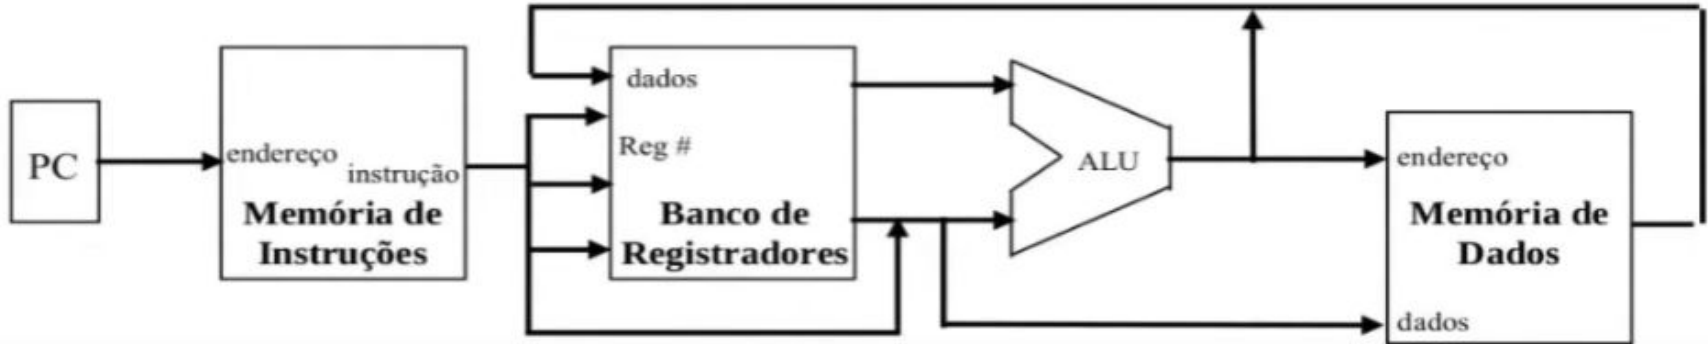 PC
endereço
instrução
Memória de
Instruções
dados
Reg #
Banco de
Registradores
ALU
endereço
Memória de
Dados
dados